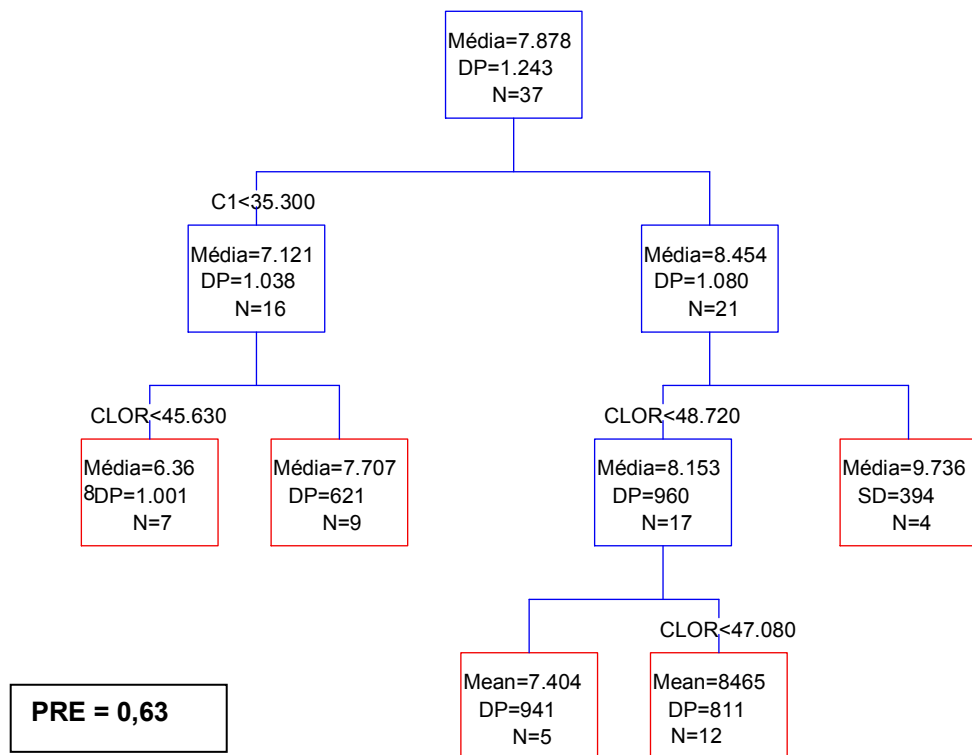 Média=7.878
DP=1.243
N=37
C1<35.300
Média=7.121
DP=1.038
N=16
Média=8.454
DP=1.080
N=21
CLOR<45.630
CLOR<48.720
Média=6.36
8DP=1.001
N=7
Média=7.707
DP=621
N=9
Média=8.153
DP=960
N=17
Média=9.736
SD=394
N=4
CLOR<47.080
Mean=7.404
DP=941
N=5
Mean=8465
DP=811
N=12
PRE = 0,63